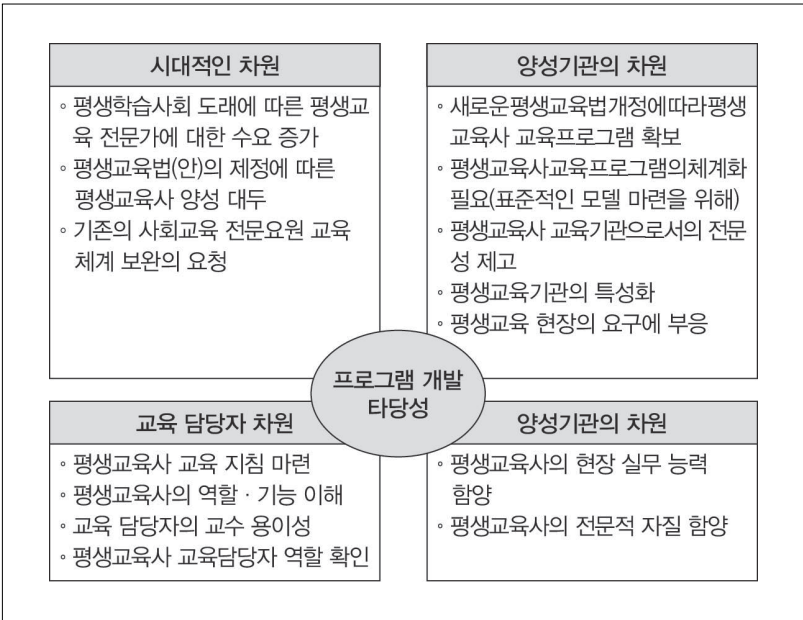 시대적인 차원
◦ 평생학습사회 도래에 따른 평생교
육 전문가에 대한 수요 증가
◦ 평생교육법(안)의 제정에 따른
평생교육사 양성 대두
◦ 기존의 사회교육 전문요원 교육
체계 보완의 요청
양성기관의 차원
◦ 새로운평생교육법개정에따라평생
교육사 교육프로그램 확보
◦ 평생교육사교육프로그램의체계화
필요(표준적인 모델 마련을 위해)
◦ 평생교육사 교육기관으로서의 전문
성 제고
◦ 평생교육기관의 특성화
◦ 평생교육 현장의 요구에 부응
프로그램 개발
타당성
교육 담당자 차원
◦ 평생교육사 교육 지침 마련
◦ 평생교육사의 역할 · 기능 이해
◦ 교육 담당자의 교수 용이성
◦ 평생교육사 교육담당자 역할 확인
양성기관의 차원
◦ 평생교육사의 현장 실무 능력
함양
◦ 평생교육사의 전문적 자질 함양